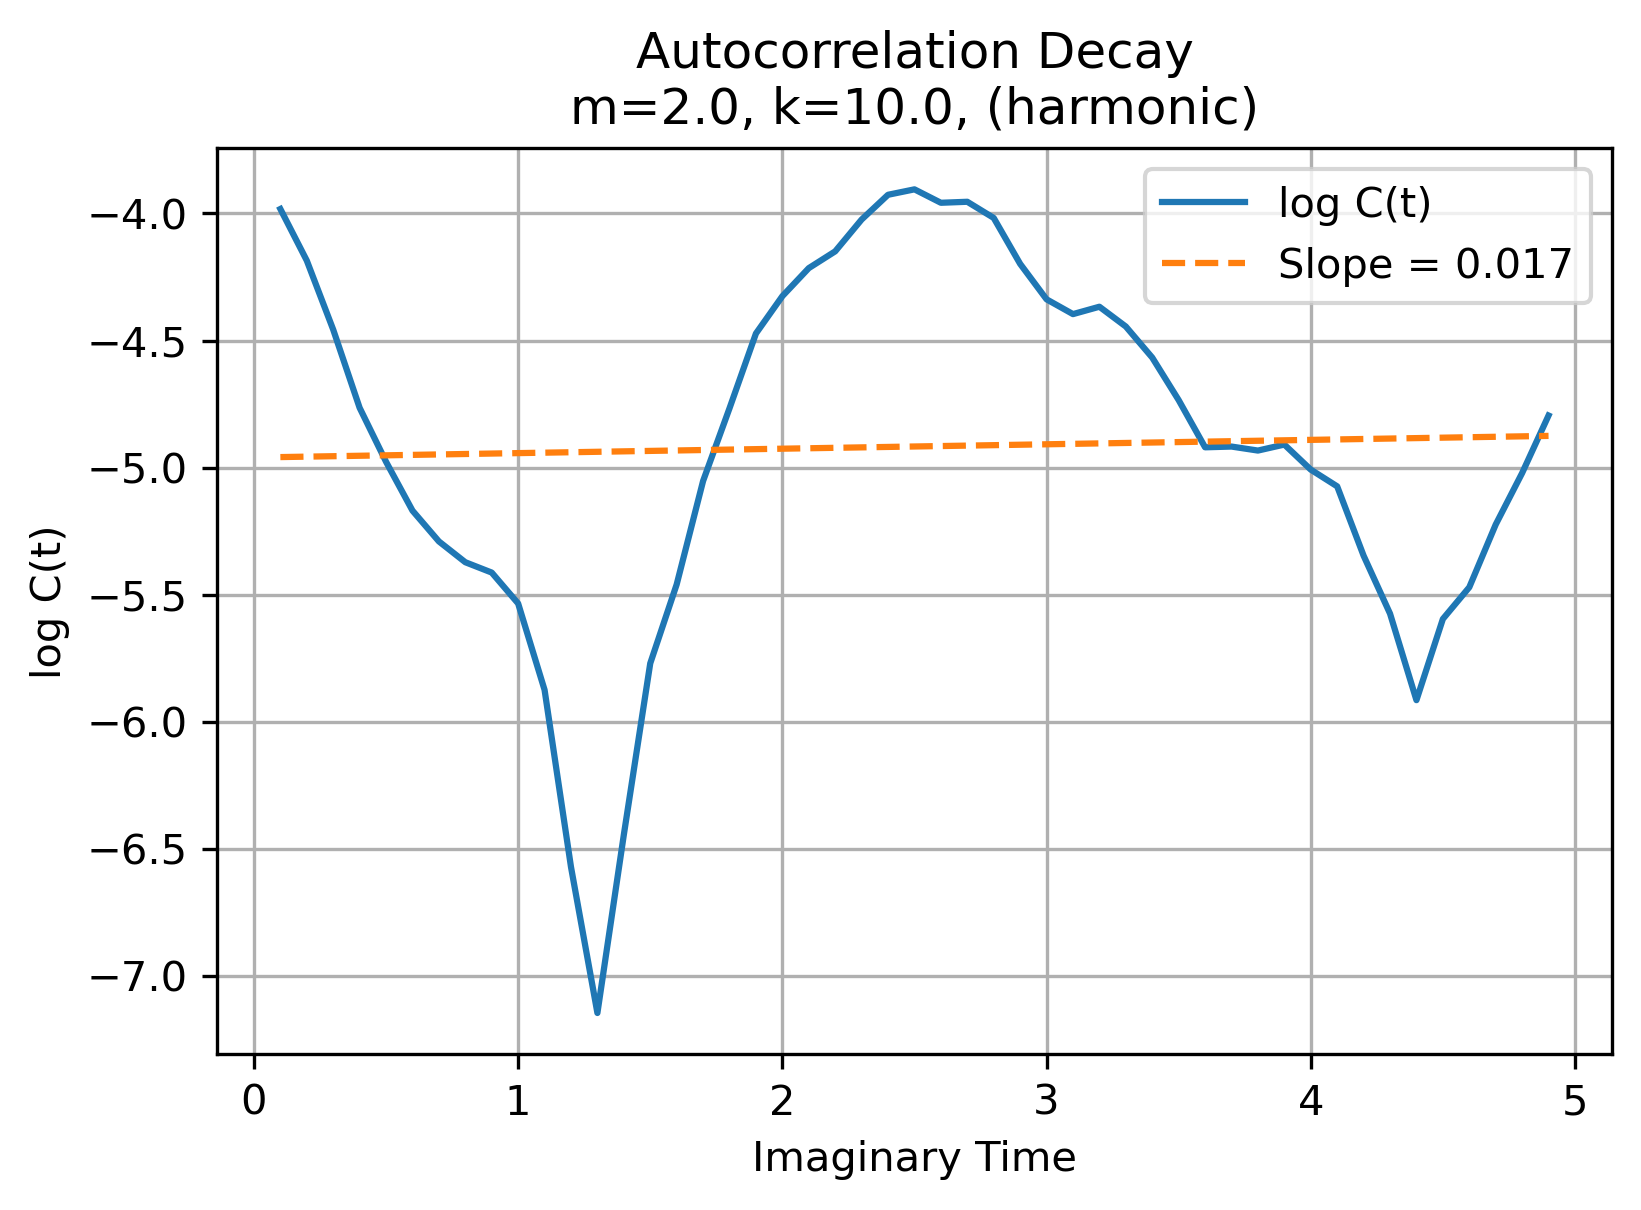 Autocorrelation Decay
m=2.0, k=10.0, (harmonic)
log C(t)
Slope = 0.017
−4.0
−4.5
−5.0
−5.5
−6.0
−6.5
−7.0
log C(t)
0 1 2 3 4 5
Imaginary Time